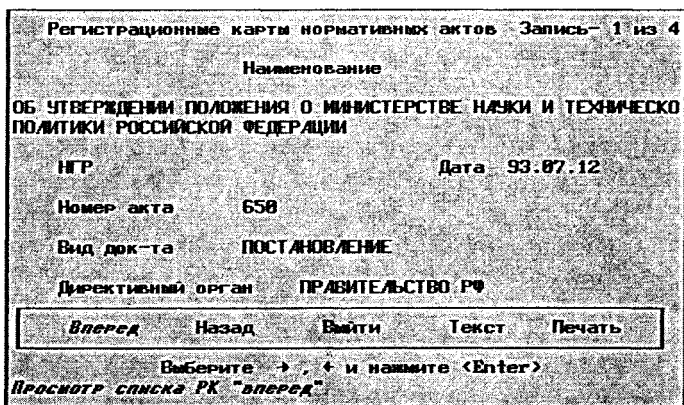 Регистрационные карты нормативных актов Запись- 1 из 4
Наименование
ОБ УТВЕРЖДЕНИИ ПОЛОЖЕНИЯ О МИНИСТЕРСТВЕ НАУКИ И ТЕХНИЧЕСКО
ПОЛИТИКИ РОССИЙСКОЙ ФЕДЕРАЦИИ
НГР Дата 93.07.12
Номер акта 650
Вид док-та ПОСТАНОВЛЕНИЕ
Директивный орган ПРАВИТЕЛЬСТВО РФ
Вперед Назад Выйти Текст Печать
Выберите → , ← и нажмите <Enter>
Просмотр списка РК "вперед"